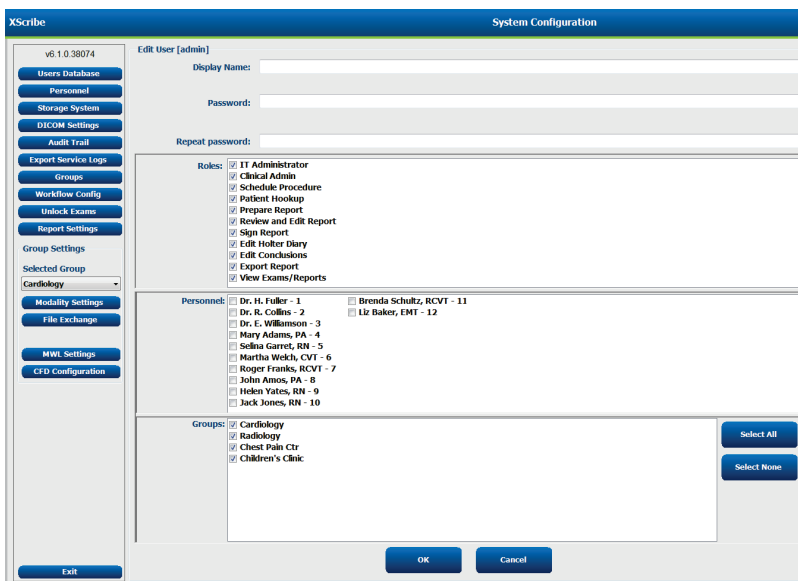 XScribe
System Configuration
v6.1.0.38074
Users Database
Personnel
Storage System
DICOM Settings
Audit Trail
Export Service Logs
Groups
Workflow Config
Unlock Exams
Report Settings
Group Settings
Selected Group
Cardiology
Modality Settings
File Exchange
MWL Settings
CFD Configuration
Exit
Edit User [admin]
Display Name:
Password:
Repeat password:
Roles:
IT Administrator
Clinical Admin
Schedule Procedure
Patient Hookup
Prepare Report
Review and Edit Report
Sign Report
Edit Holter Diary
Edit Conclusions
Export Report
View Exams/Reports
Personnel:
Dr. H. Fuller - 1
Dr. R. Collins - 2
Dr. E. Williamson - 3
Mary Adams, PA - 4
Selina Garret, RN - 5
Martha Welch, CVT - 6
Roger Franks, RCVT - 7
John Amos, PA - 8
Helen Yates, RN - 9
Jack Jones, RN - 10
Brenda Schultz, RCVT - 11
Liz Baker, EMT - 12
Groups:
Cardiology
Radiology
Chest Pain Ctr
Children's Clinic
Select All
Select None
OK
Cancel